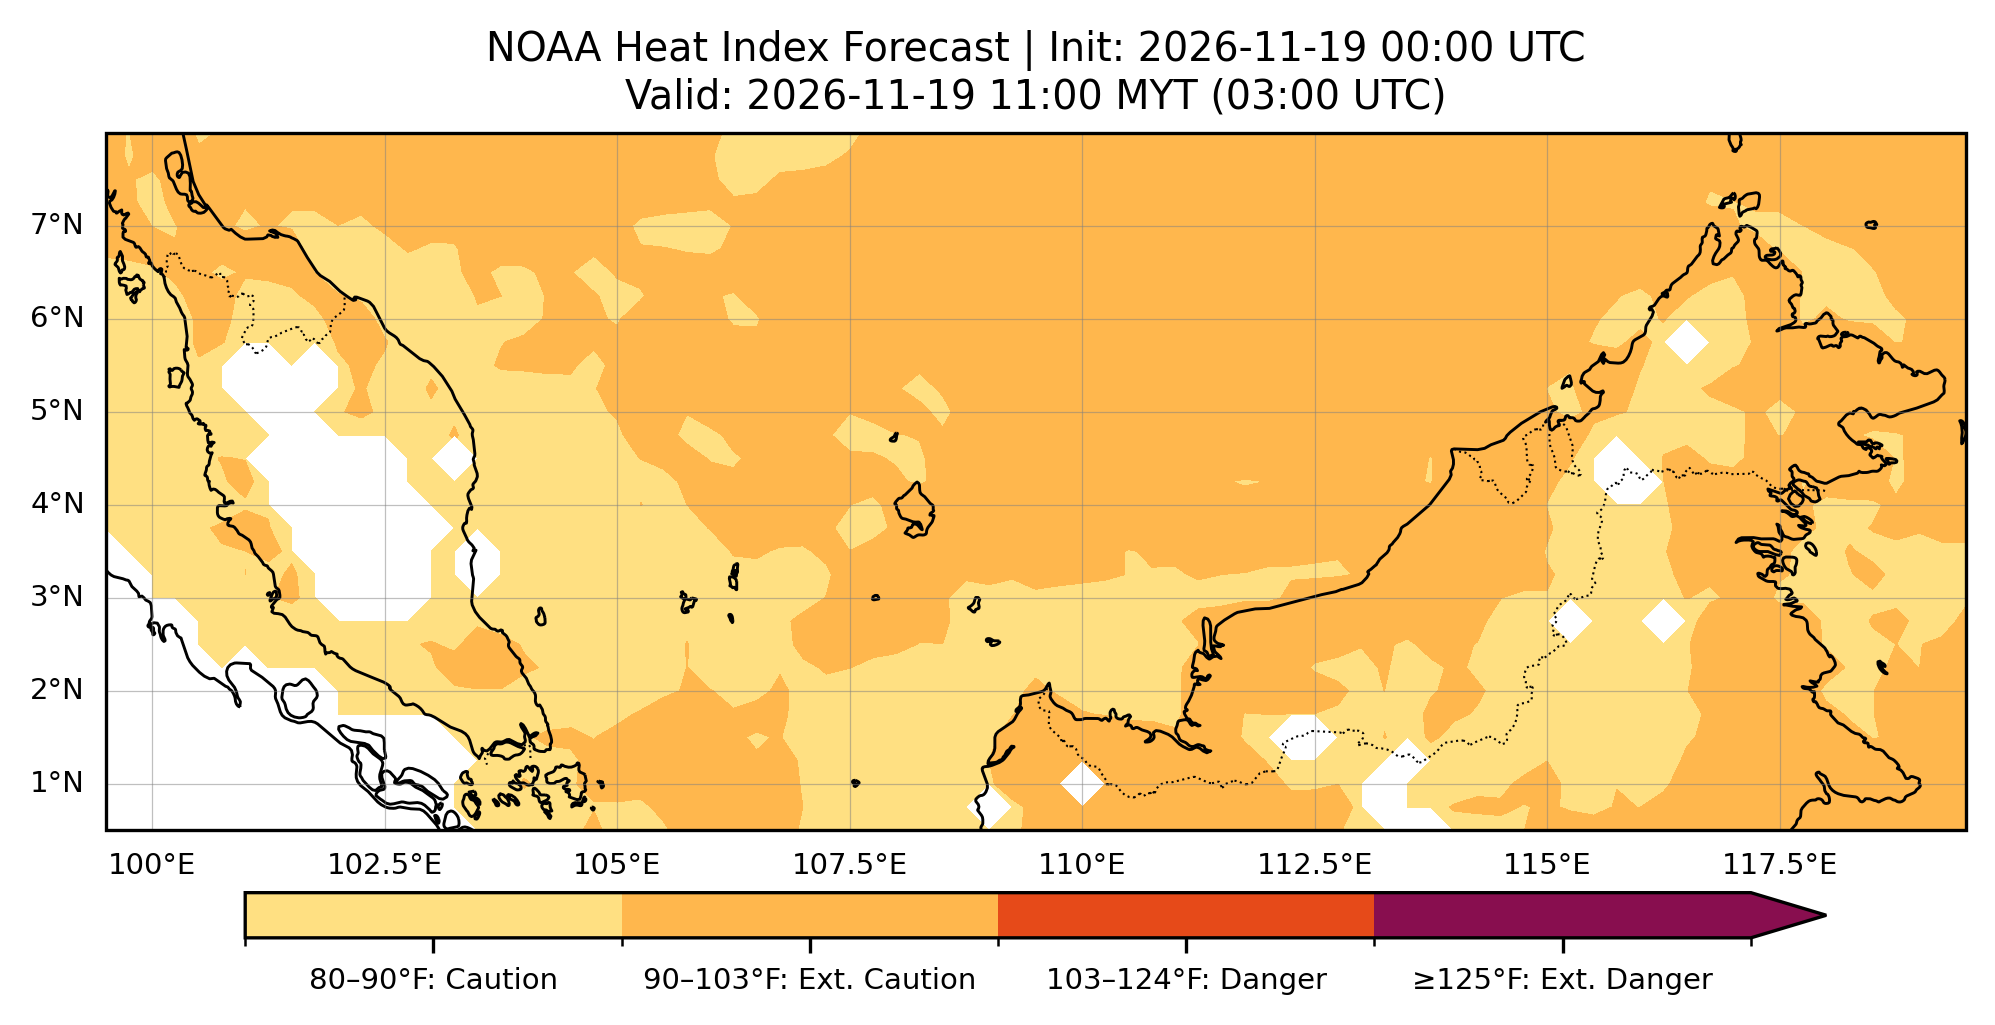 NOAA Heat Index Forecast | Init: 2026-11-19 00:00 UTC
Valid: 2026-11-19 11:00 MYT (03:00 UTC)
7°N
6°N
5°N
4°N
3°N
2°N
1°N
100°E
102.5°E
105°E
107.5°E
110°E
112.5°E
115°E
117.5°E
80–90°F: Caution
90–103°F: Ext. Caution
103–124°F: Danger
≥125°F: Ext. Danger